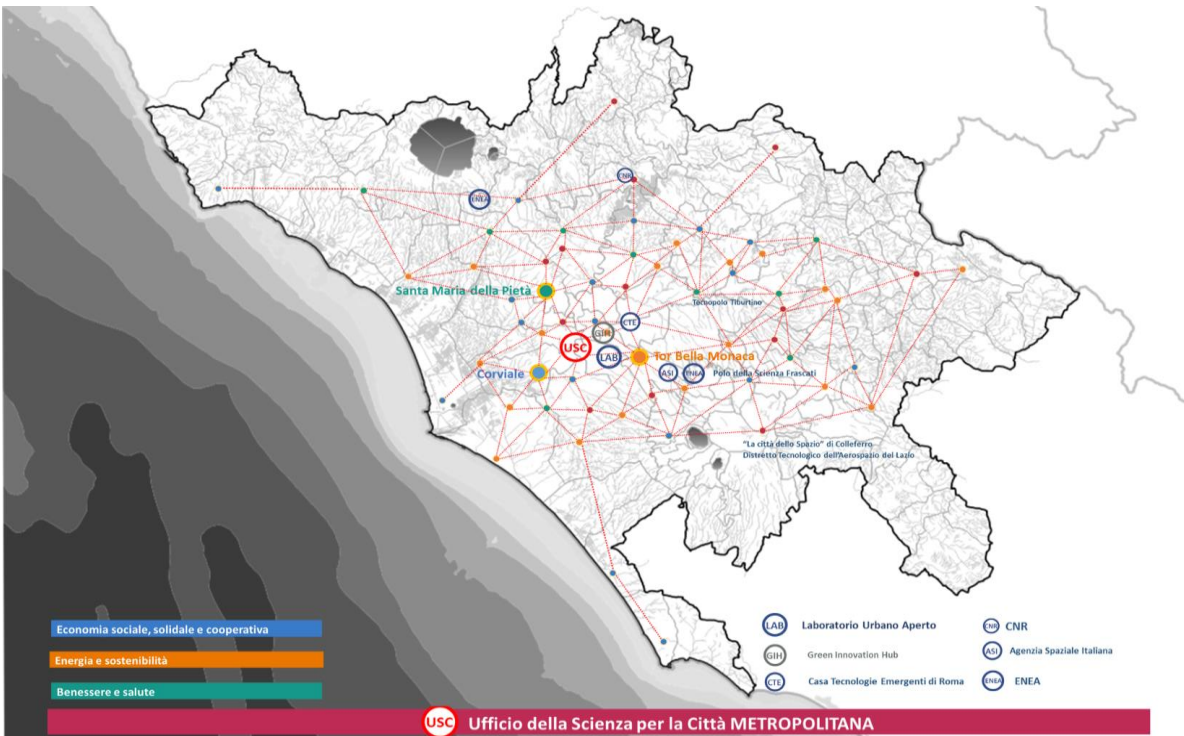 CNR
ENEA
Santa Maria della Pietà
Tecnopolo Tiburtino
CTE
GIH
USC
LAB
Tor Bella Monaca
Corviale
ASI
ENEA
Polo della Scienza Frascati
"La città dello Spazio" di Colleferro
Distretto Tecnologico dell'Aerospazio del Lazio
Economia sociale, solidale e cooperativa
Energia e sostenibilità
Benessere e salute
LAB Laboratorio Urbano Aperto
CNR CNR
GIH Green Innovation Hub
ASI Agenzia Spaziale Italiana
CTE Casa Tecnologie Emergenti di Roma
ENEA ENEA
USC Ufficio della Scienza per la Città METROPOLITANA